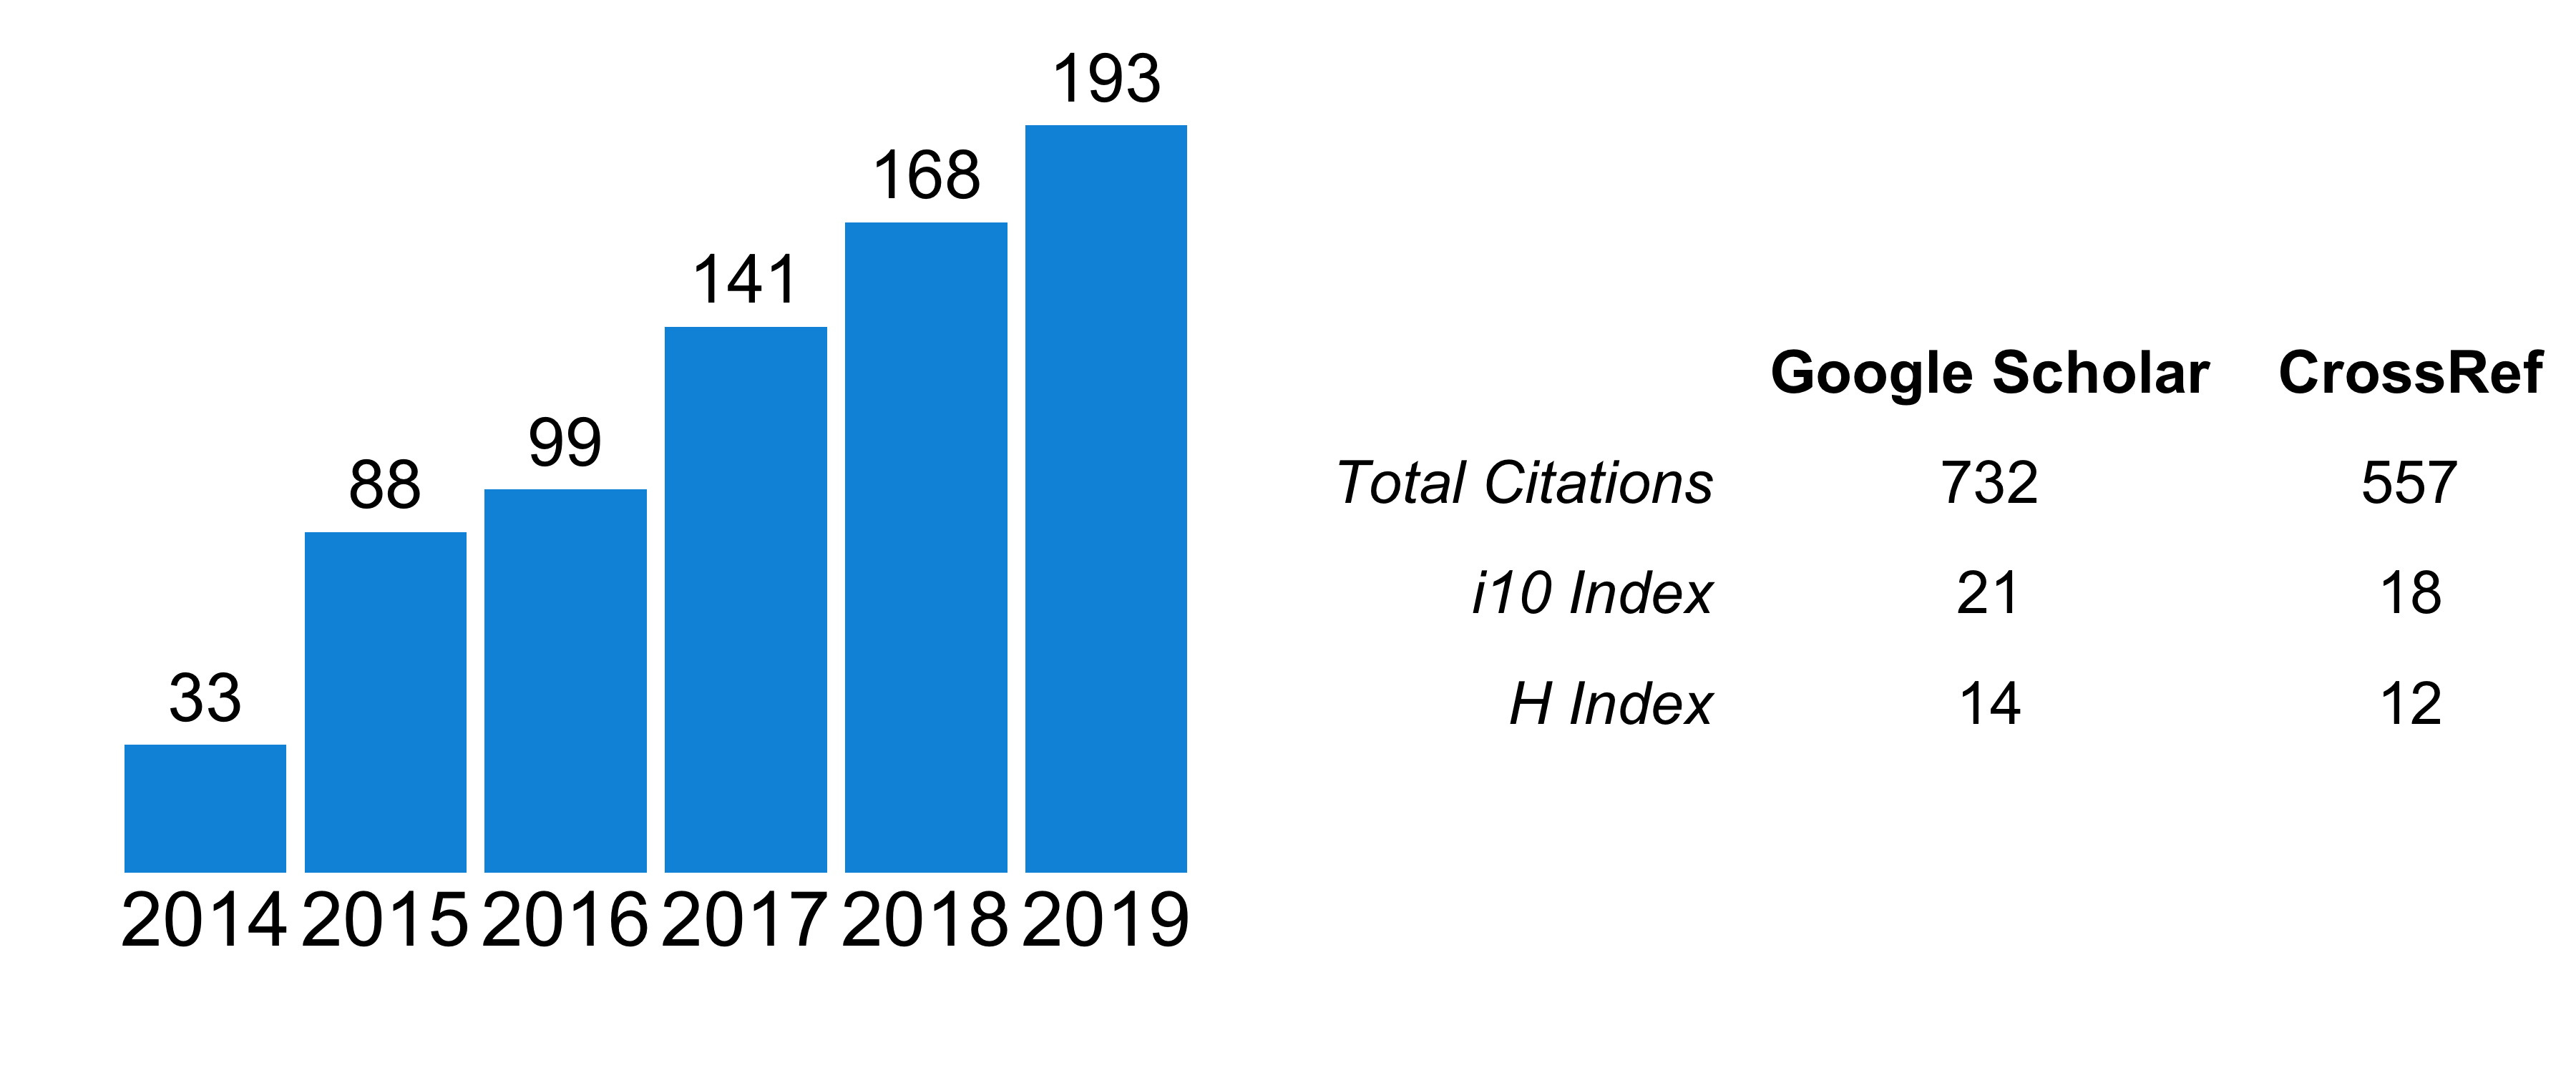 193
168
141
99
88
33
2014 2015 2016 2017 2018 2019
Google Scholar CrossRef
Total Citations 732 557
i10 Index 21 18
H Index 14 12